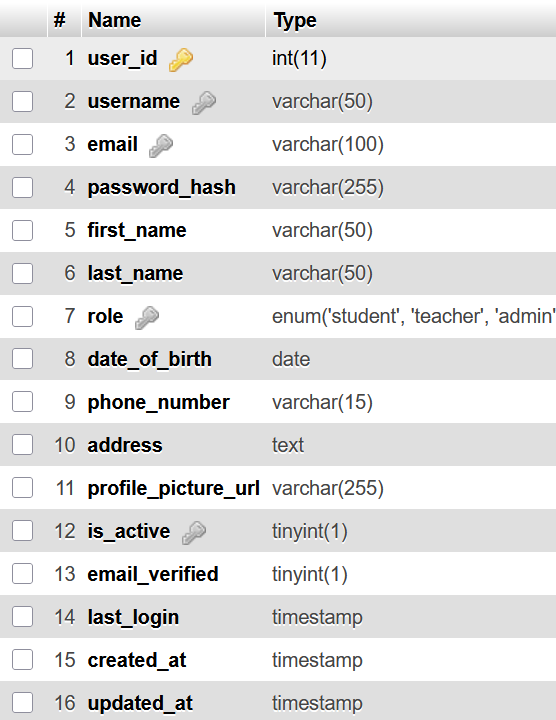 # Name Type
1 user_id int(11)
2 username varchar(50)
3 email varchar(100)
4 password_hash varchar(255)
5 first_name varchar(50)
6 last_name varchar(50)
7 role enum('student', 'teacher', 'admin'
8 date_of_birth date
9 phone_number varchar(15)
10 address text
11 profile_picture_url varchar(255)
12 is_active tinyint(1)
13 email_verified tinyint(1)
14 last_login timestamp
15 created_at timestamp
16 updated_at timestamp